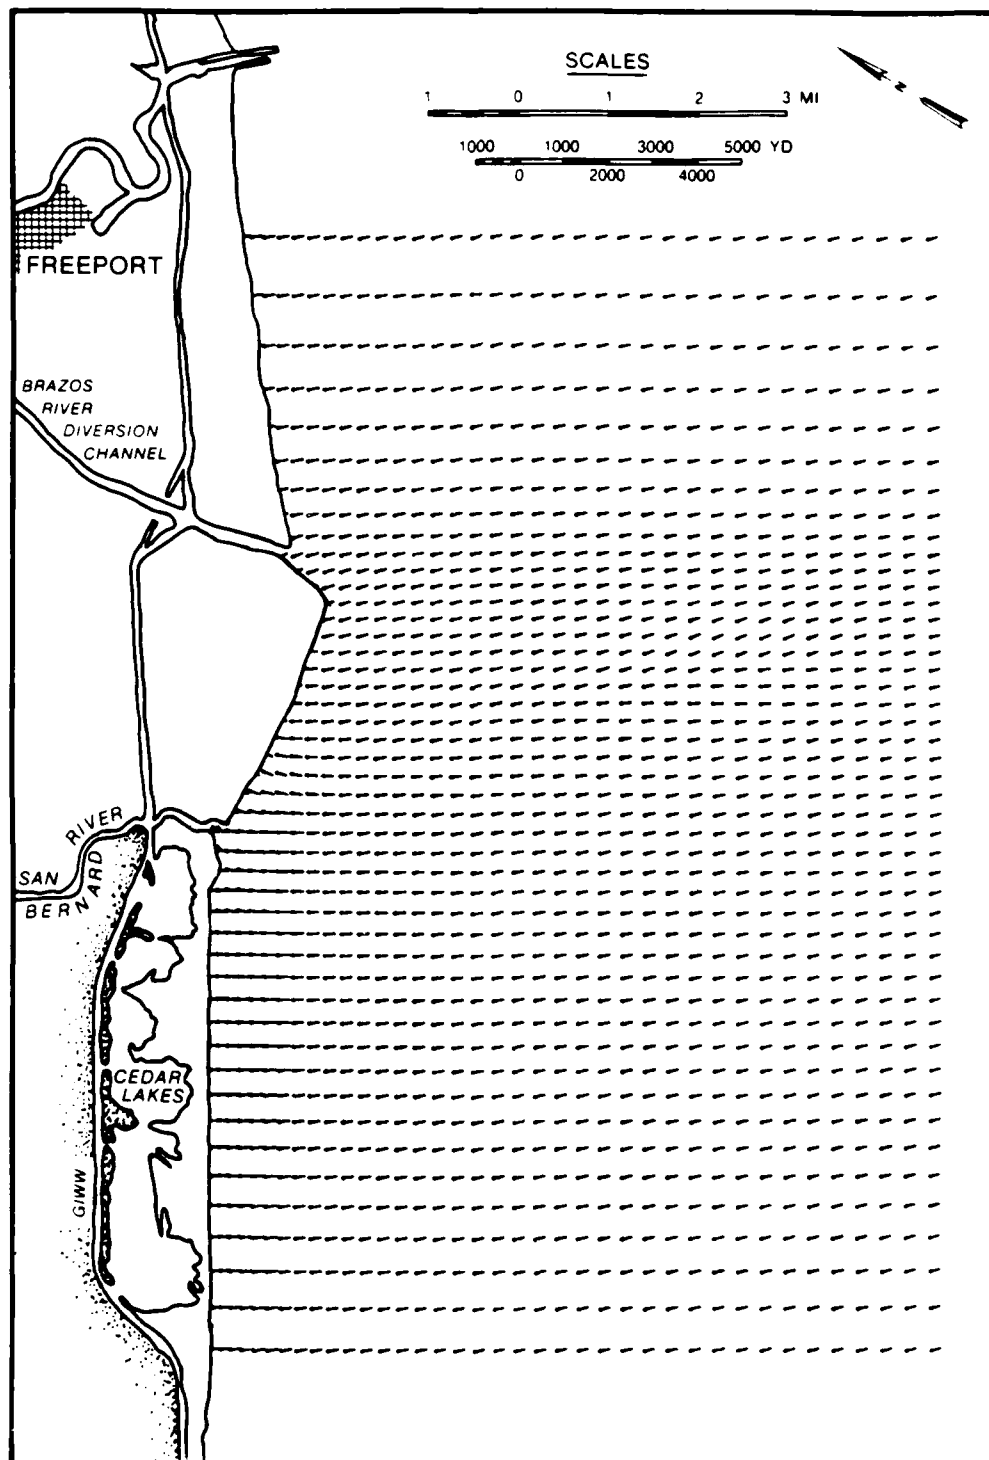 SCALES
1 0 1 2 3 MI
1000 1000 3000 5000 YD
0 2000 4000
N
FREEPORT
BRAZOS
RIVER
DIVERSION
CHANNEL
SAN
BERNARD
RIVER
CEDAR
LAKES
GIWW